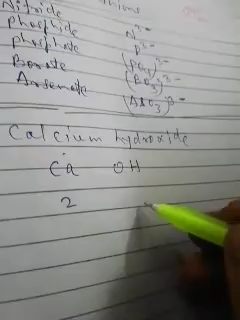 Nitride N3-
phosphide P3-
phosphate (PO4)3-
Borate (BO3)3-
Arsenate (AsO3)3-
Calcium hydroxide
Ca OH
2